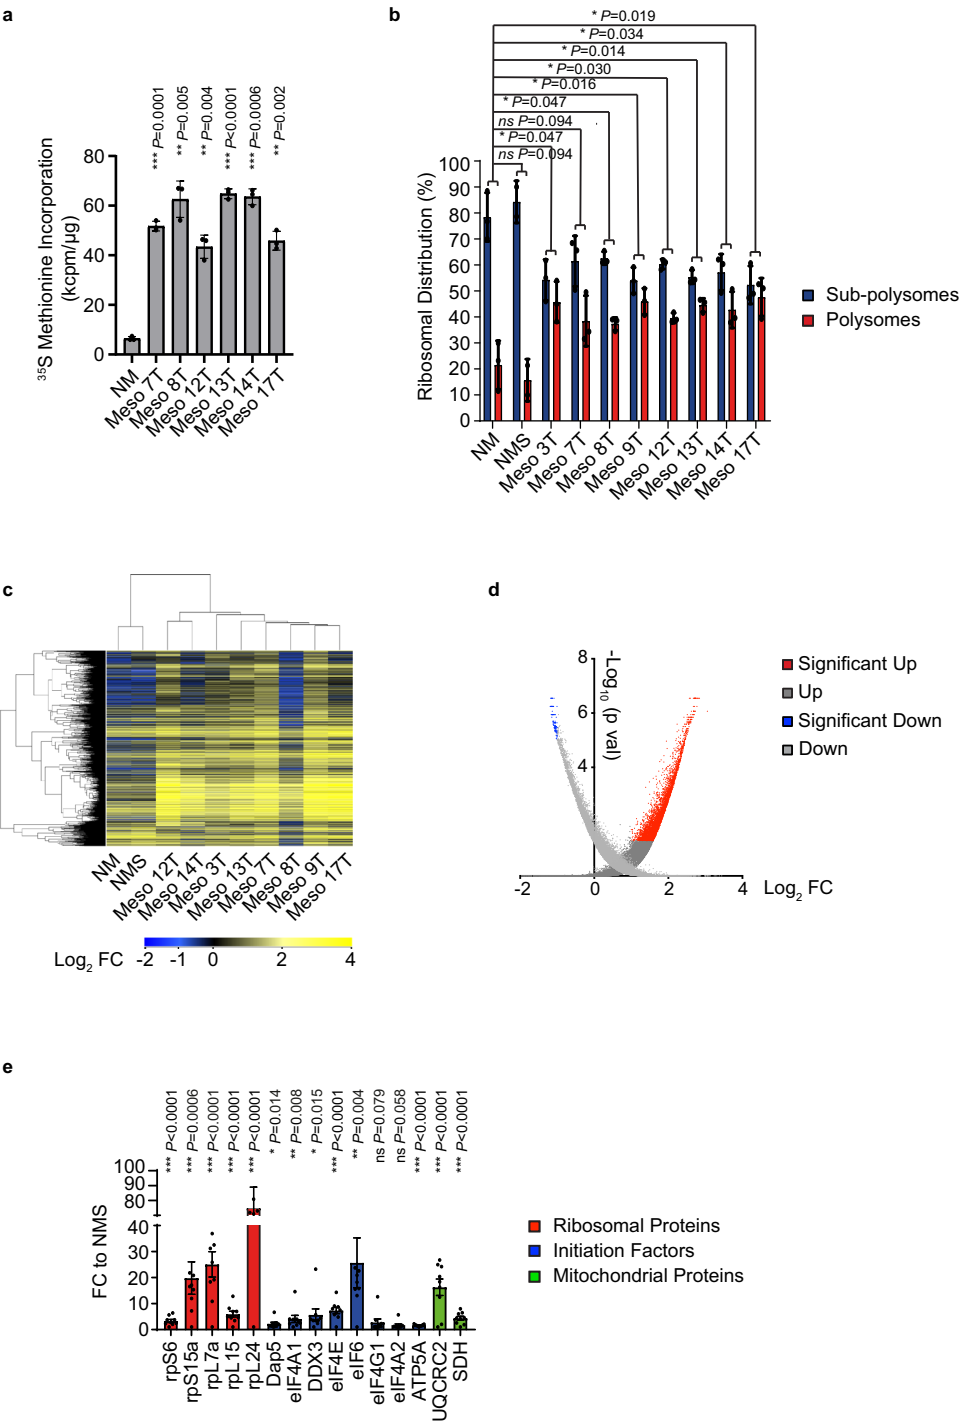 a
*** P=0.0001
** P=0.005
** P=0.004
*** P<0.0001
*** P=0.0006
** P=0.002
35S Methionine Incorporation
(kcpm/µg)
80
60
40
20
0
NM
Meso 7T
Meso 8T
Meso 12T
Meso 13T
Meso 14T
Meso 17T
b
* P=0.019
* P=0.034
* P=0.014
* P=0.030
* P=0.016
* P=0.047
ns P=0.094
* P=0.047
ns P=0.094
Ribosomal Distribution (%)
100
90
80
70
60
50
40
30
20
10
0
NM
NMS
Meso 3T
Meso 7T
Meso 8T
Meso 9T
Meso 12T
Meso 13T
Meso 14T
Meso 17T
Sub-polysomes
Polysomes
c
NM
NMS
Meso 12T
Meso 14T
Meso 3T
Meso 13T
Meso 7T
Meso 8T
Meso 9T
Meso 17T
Log2 FC
-2 -1 0 2 4
d
-Log10 (p val)
8
6
4
-2 0 2 4
Log2 FC
Significant Up
Up
Significant Down
Down
e
*** P<0.0001
*** P=0.0006
*** P<0.0001
*** P<0.0001
*** P<0.0001
* P=0.014
** P=0.008
* P=0.015
*** P<0.0001
** P=0.004
ns P=0.079
ns P=0.058
*** P<0.0001
*** P<0.0001
*** P<0.0001
FC to NMS
100
90
80
40
30
20
10
0
rpS6
rpS15a
rpL7a
rpL15
rpL24
Dap5
eIF4A1
DDX3
eIF4E
eIF6
eIF4G1
eIF4A2
ATP5A
UQCRC2
SDH
Ribosomal Proteins
Initiation Factors
Mitochondrial Proteins